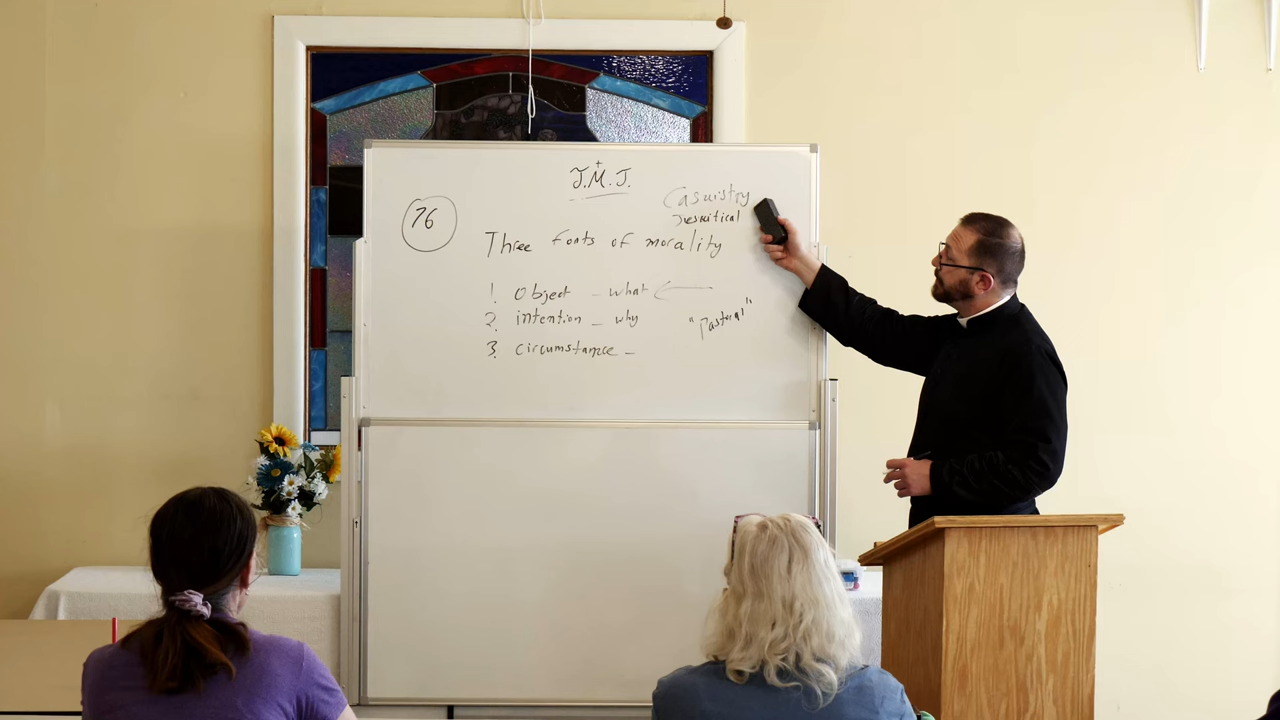 J.M.J.
76
Casuistry
Jesuitical
Three fonts of morality
1. Object - what
2. intention - why
"Pastoral"
3. circumstance -